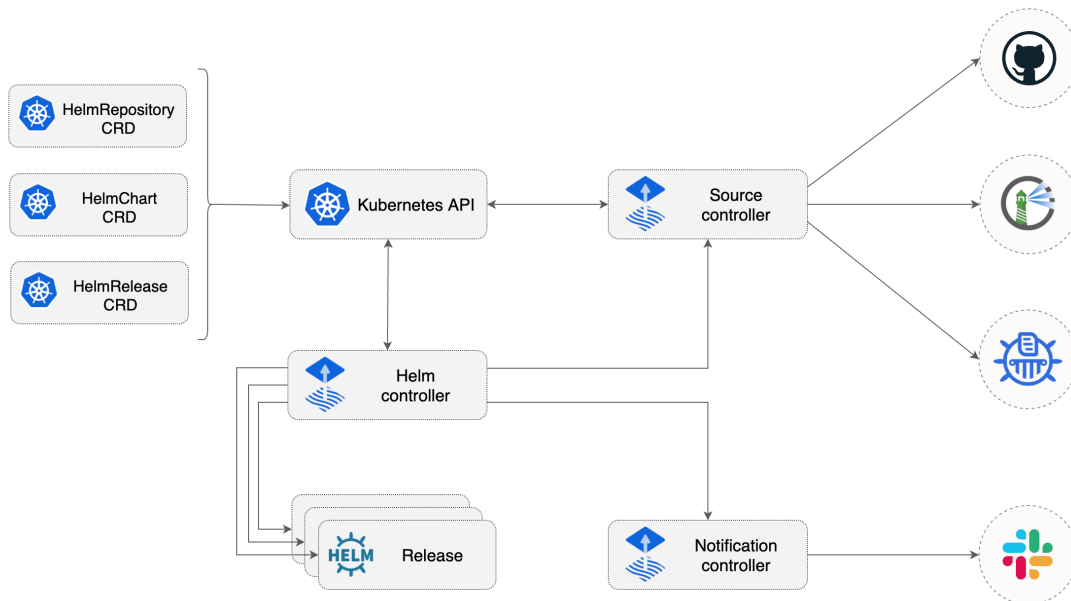 HelmRepository
CRD
HelmChart
CRD
HelmRelease
CRD
Kubernetes API
Source
controller
Helm
controller
HELM
Release
Notification
controller